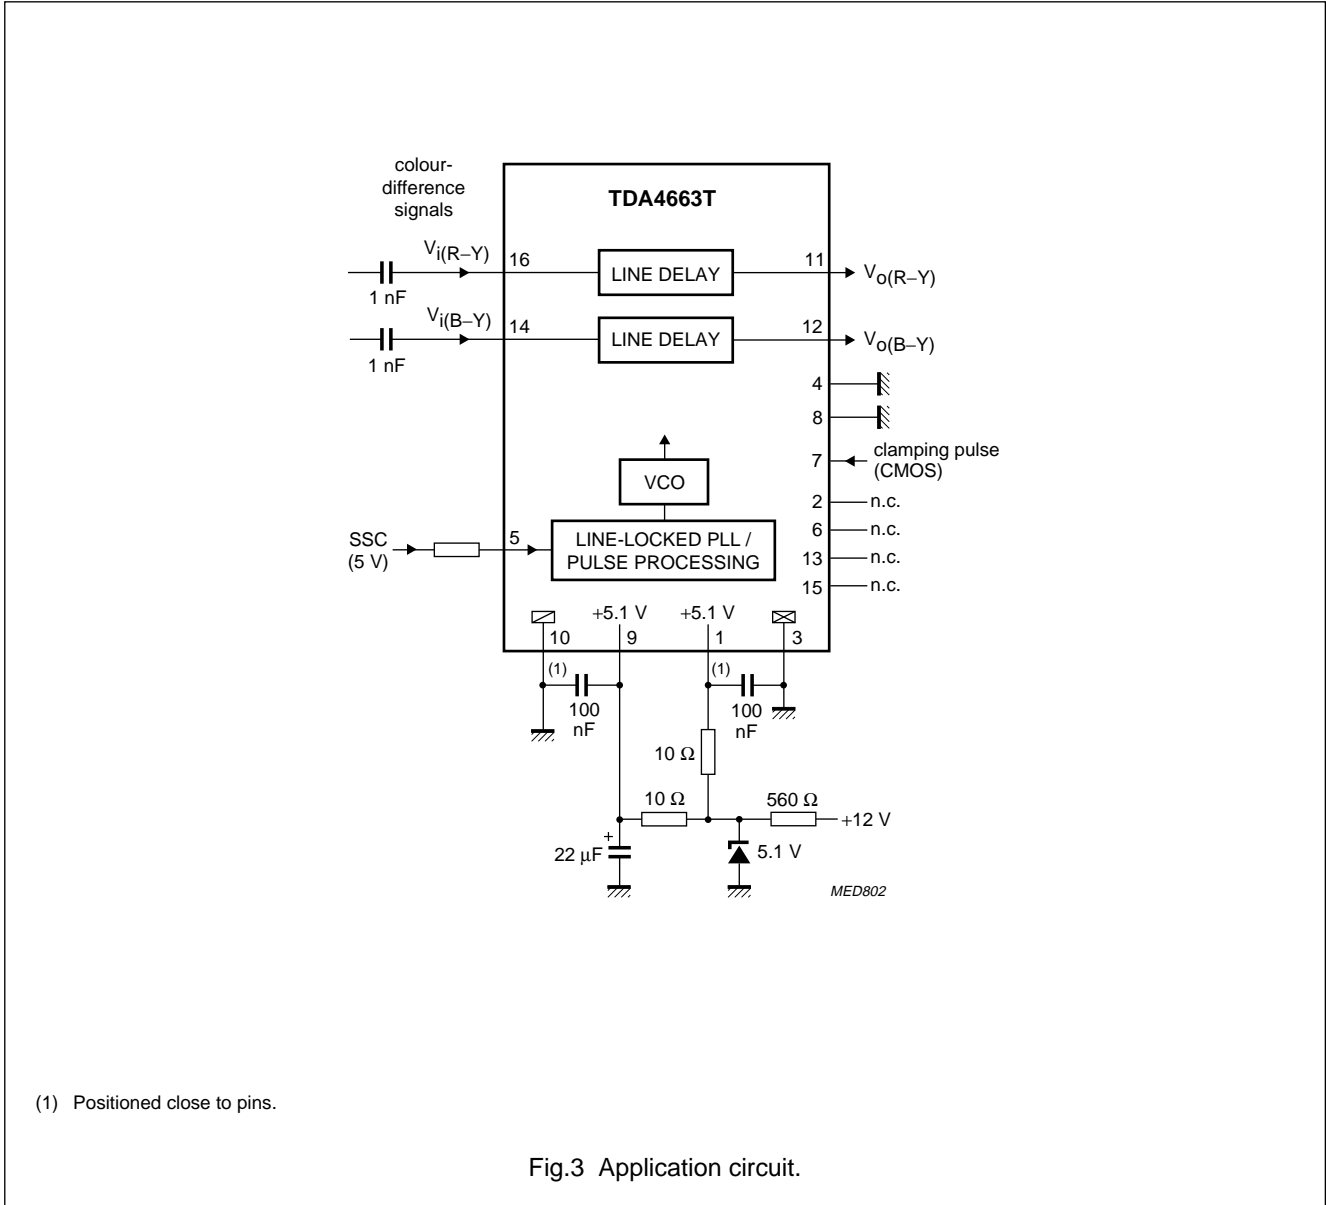 colour-
difference
signals
TDA4663T
Vi(R−Y)
16
LINE DELAY
11
Vo(R−Y)
1 nF
Vi(B−Y)
14
LINE DELAY
12
Vo(B−Y)
1 nF
4
8
7
clamping pulse
(CMOS)
VCO
2
n.c.
6
n.c.
SSC
(5 V)
5
LINE-LOCKED PLL /
PULSE PROCESSING
13
n.c.
15
n.c.
+5.1 V
+5.1 V
10
9
1
3
(1)
(1)
100
nF
100
nF
10 Ω
10 Ω
560 Ω
+12 V
+
22 μF
5.1 V
MED802
(1) Positioned close to pins.
Fig.3 Application circuit.